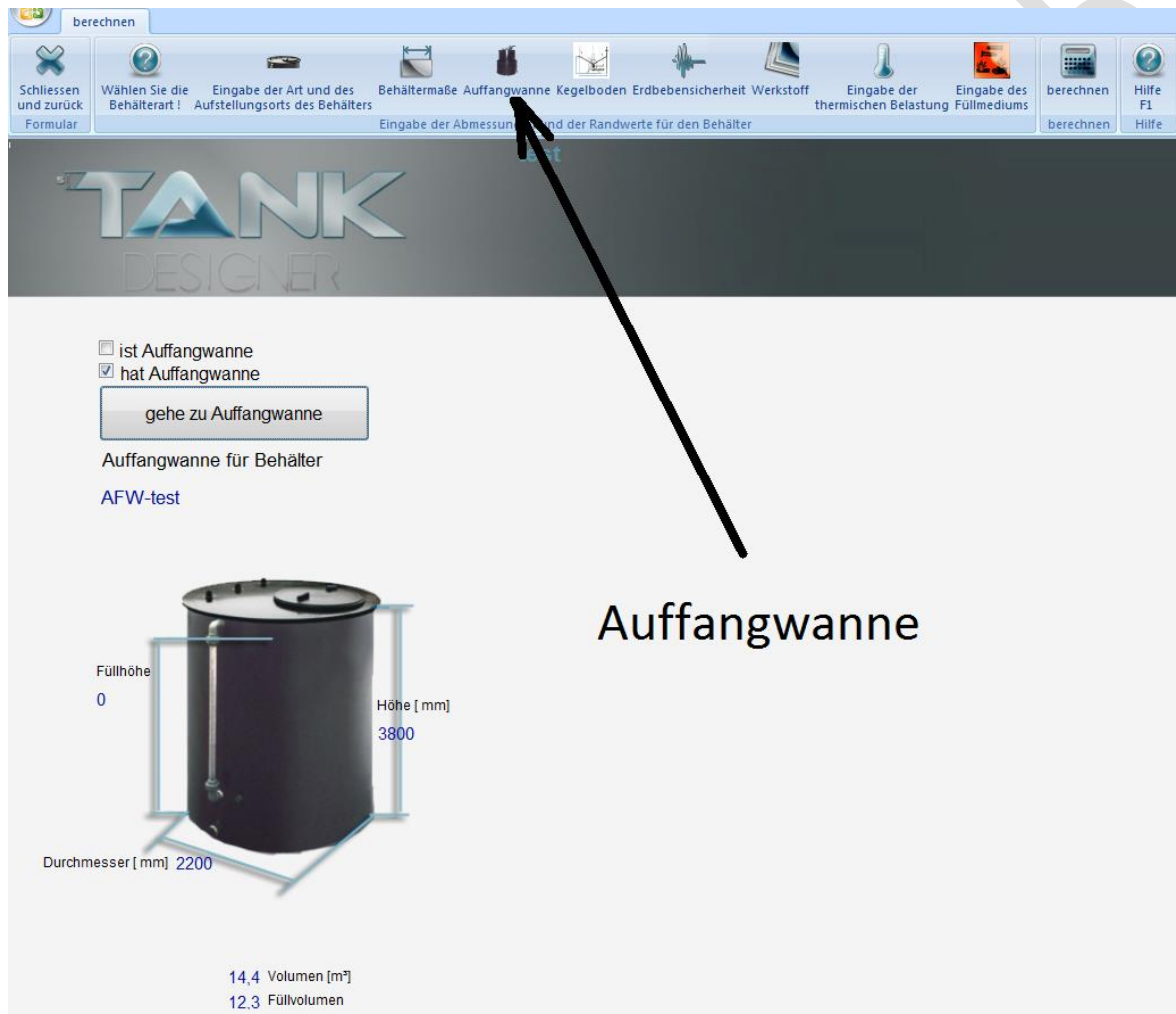 berechnen
Schliessen und zurück
Wählen Sie die Behälterart !
Eingabe der Art und des Aufstellungsorts des Behälters
Behältermaße
Auffangwanne
Kegelboden
Erdbebensicherheit
Werkstoff
Eingabe der thermischen Belastung
Eingabe des Füllmediums
berechnen
Hilfe F1
Formular
Eingabe der Abmessungen und der Randwerte für den Behälter
berechnen
Hilfe
test
TANK
DESIGNER
ist Auffangwanne
hat Auffangwanne
gehe zu Auffangwanne
Auffangwanne für Behälter
AFW-test
Auffangwanne
Füllhöhe
0
Höhe [ mm]
3800
Durchmesser [ mm] 2200
14,4 Volumen [m³]
12,3 Füllvolumen